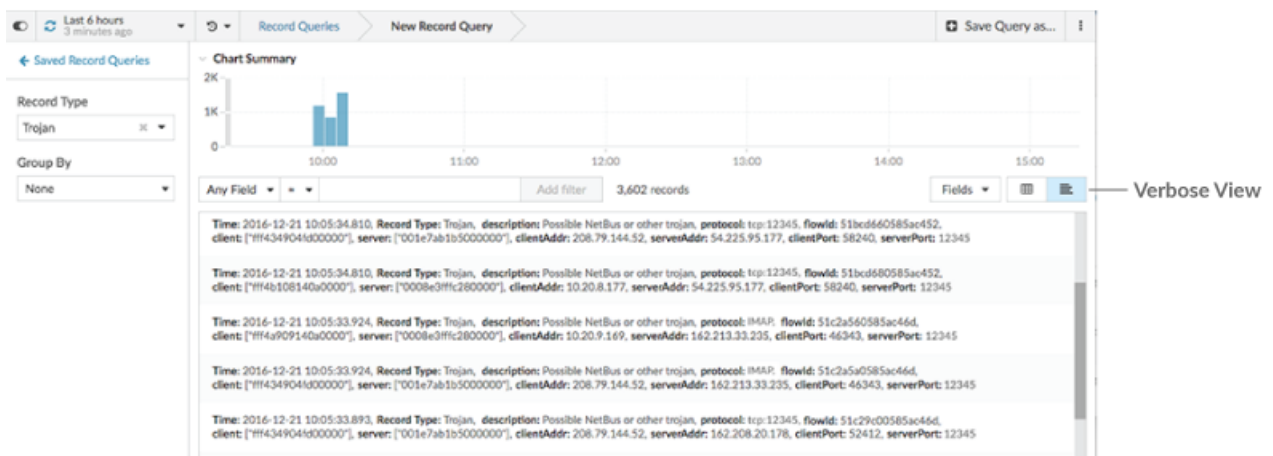 Last 6 hours
3 minutes ago
Record Queries
New Record Query
Save Query as...
Saved Record Queries
Record Type
Trojan
Group By
None
Chart Summary
2K
1K
0
10:00
11:00
12:00
13:00
14:00
15:00
Any Field
=
Add filter
3,602 records
Fields
Verbose View
Time: 2016-12-21 10:05:34.810, Record Type: Trojan, description: Possible NetBus or other trojan, protocol: tcp:12345, flowId: 51bcd660585ac452,
client: ["fff434904fd00000"], server: ["001e7ab1b5000000"], clientAddr: 208.79.144.52, serverAddr: 54.225.95.177, clientPort: 58240, serverPort: 12345
Time: 2016-12-21 10:05:34.810, Record Type: Trojan, description: Possible NetBus or other trojan, protocol: tcp:12345, flowId: 51bcd680585ac452,
client: ["fff4b108140a0000"], server: ["0008e3fffc280000"], clientAddr: 10.20.8.177, serverAddr: 54.225.95.177, clientPort: 58240, serverPort: 12345
Time: 2016-12-21 10:05:33.924, Record Type: Trojan, description: Possible NetBus or other trojan, protocol: IMAP, flowId: 51c2a560585ac46d,
client: ["fff4a909140a0000"], server: ["0008e3fffc280000"], clientAddr: 10.20.9.169, serverAddr: 162.213.33.235, clientPort: 46343, serverPort: 12345
Time: 2016-12-21 10:05:33.924, Record Type: Trojan, description: Possible NetBus or other trojan, protocol: IMAP, flowId: 51c2a5a0585ac46d,
client: ["fff434904fd00000"], server: ["001e7ab1b5000000"], clientAddr: 208.79.144.52, serverAddr: 162.213.33.235, clientPort: 46343, serverPort: 12345
Time: 2016-12-21 10:05:33.893, Record Type: Trojan, description: Possible NetBus or other trojan, protocol: tcp:12345, flowId: 51c29c00585ac46d,
client: ["fff434904fd00000"], server: ["001e7ab1b5000000"], clientAddr: 208.79.144.52, serverAddr: 162.208.20.178, clientPort: 52412, serverPort: 12345